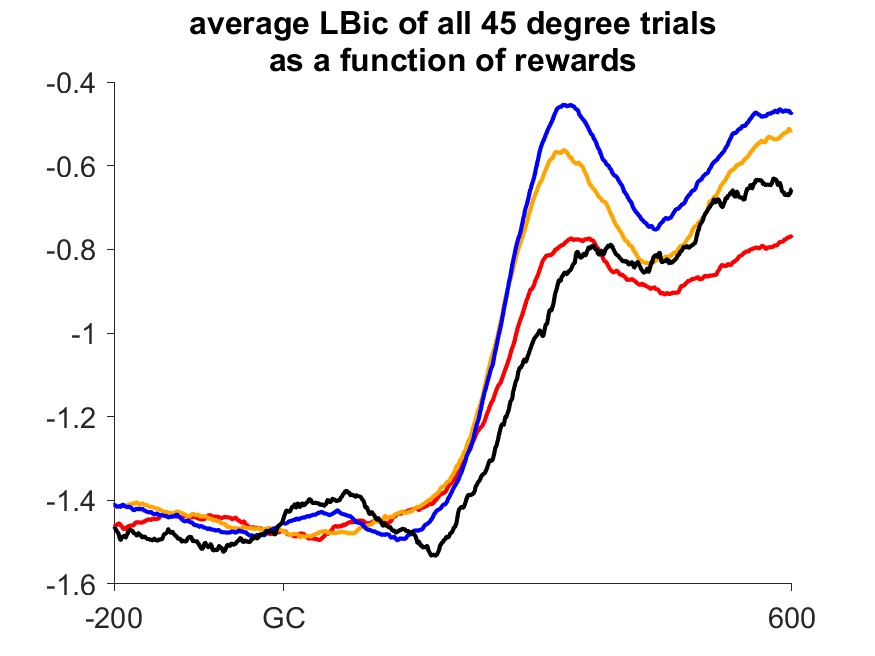 average LBic of all 45 degree trials
as a function of rewards
-0.4
-0.6
-0.8
-1
-1.2
-1.4
-1.6
-200 GC 600